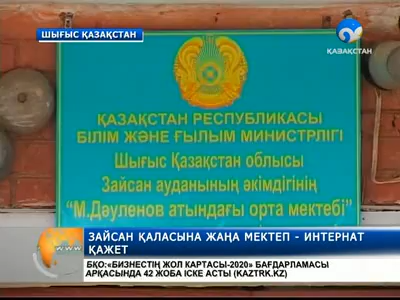 ШЫҒЫС ҚАЗАҚСТАН
ҚАЗАҚСТАН
ҚАЗАҚСТАН РЕСПУБЛИКАСЫ
БІЛІМ ЖӘНЕ ҒЫЛЫМ МИНИСТРЛІГІ
Шығыс Қазақстан облысы
Зайсан ауданының әкімдігінің
"М.Дәуленов атындағы орта мектебі"
ЗАЙСАН ҚАЛАСЫНА ЖАҢА МЕКТЕП - ИНТЕРНАТ
ҚАЖЕТ
БҚО:«БИЗНЕСТІҢ ЖОЛ КАРТАСЫ-2020» БАҒДАРЛАМАСЫ
АРҚАСЫНДА 42 ЖОБА ІСКЕ АСТЫ (KAZTRK.KZ)